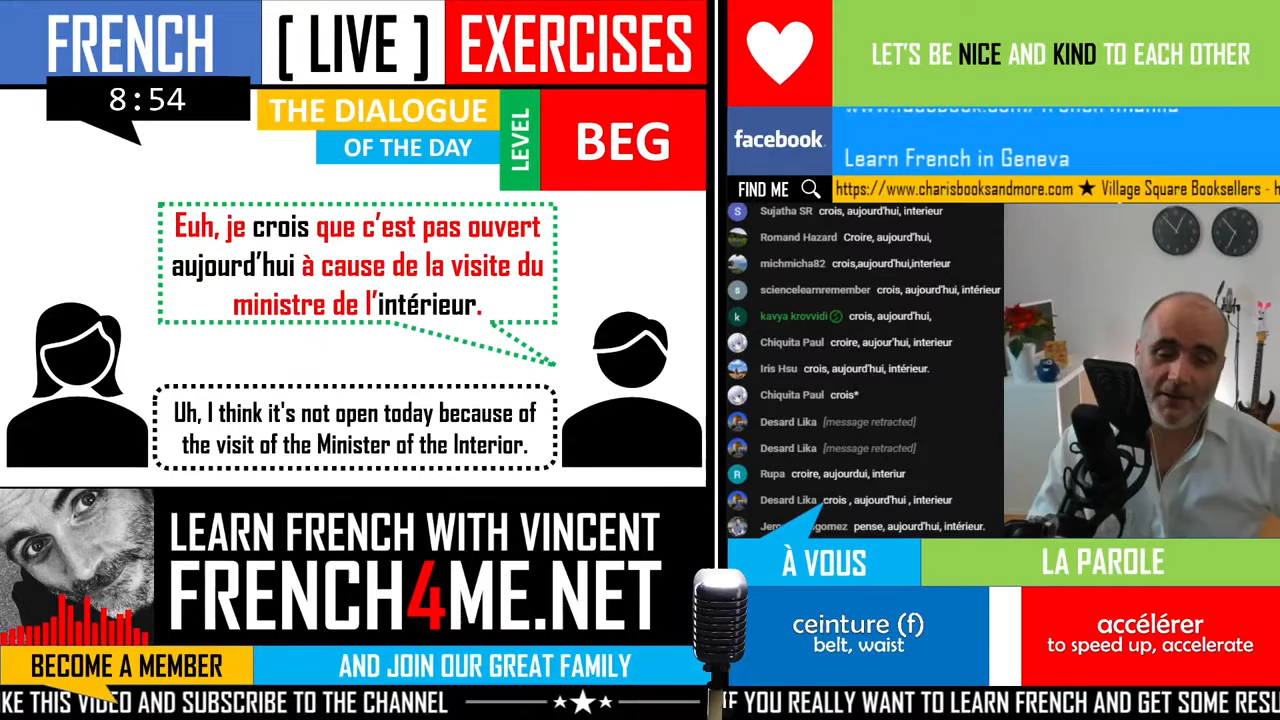 FRENCH
[ LIVE ]
EXERCISES
8:54
THE DIALOGUE
OF THE DAY
LEVEL
BEG
Euh, je crois que c’est pas ouvert
aujourd’hui à cause de la visite du
ministre de l’intérieur.
Uh, I think it's not open today because of
the visit of the Minister of the Interior.
LEARN FRENCH WITH VINCENT
FRENCH4ME.NET
BECOME A MEMBER
AND JOIN OUR GREAT FAMILY
KE THIS VIDEO AND SUBSCRIBE TO THE CHANNEL
IF YOU REALLY WANT TO LEARN FRENCH AND GET SOME RESU
LET'S BE NICE AND KIND TO EACH OTHER
facebook.
Learn French in Geneva
FIND ME
https://www.charisbooksandmore.com ★ Village Square Booksellers - h
S Sujatha SR crois, aujourd'hui, interieur
Romand Hazard Croire, aujourd'hui,
michmicha82 crois,aujourd'hui,interieur
s sciencelearnremember crois, aujourd'hui, intérieur
k kavya krovvidi crois, aujourd'hui,
Chiquita Paul croire, aujour'hui, intérieur
Iris Hsu crois, aujourd'hui, intérieur.
Chiquita Paul crois*
Desard Lika [message retracted]
Desard Lika [message retracted]
R Rupa croire, aujourdui, interiur
Desard Lika crois , aujourd'hui , interieur
pense, aujourd'hui, intérieur.
À VOUS
LA PAROLE
ceinture (f)
belt, waist
accélérer
to speed up, accelerate